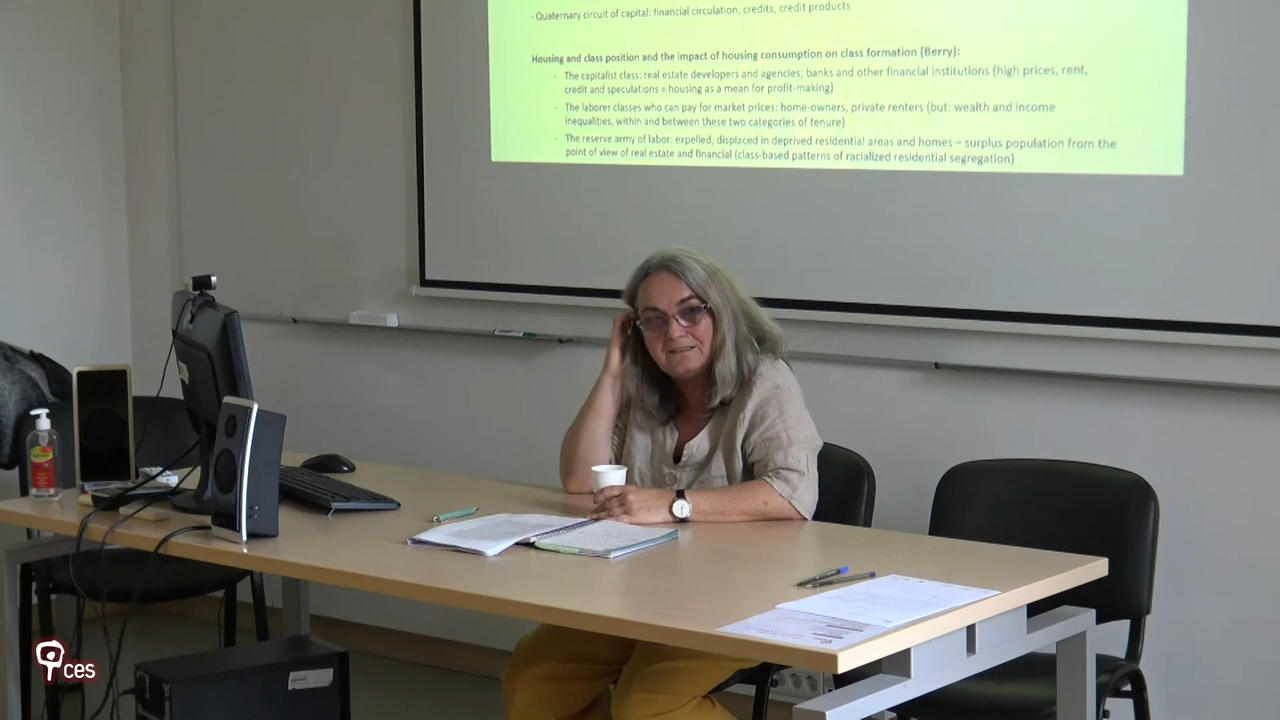 - Quaternary circuit of capital: financial circulation, credits, credit products
Housing and class position and the impact of housing consumption on class formation (Berry):
- The capitalist class: real estate developers and agencies; banks and other financial institutions (high prices, rent,
credit and speculations = housing as a mean for profit-making)
- The laborer classes who can pay for market prices: home-owners, private renters (but: wealth and income
inequalities, within and between these two categories of tenure)
- The reserve army of labor: expelled, displaced in deprived residential areas and homes – surplus population from the
point of view of real estate and financial (class-based patterns of racialized residential segregation)
ces